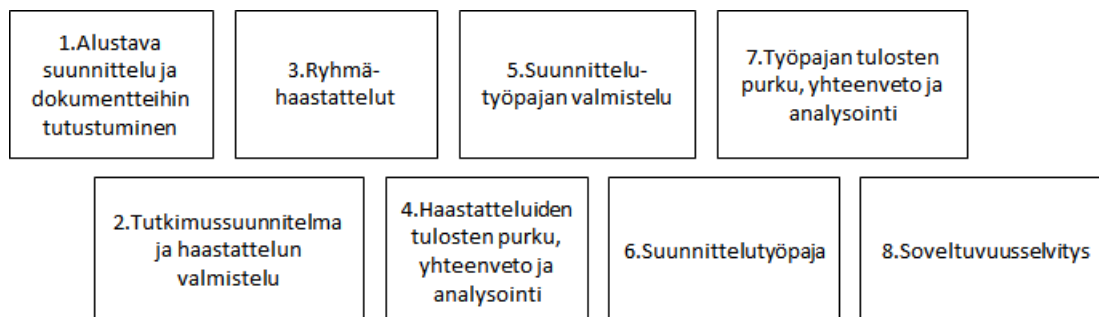 1.Alustava
suunnittelu ja
dokumentteihin
tutustuminen
2.Tutkimussuunnitelma
ja haastattelun
valmistelu
3.Ryhmä-
haastattelut
4.Haastatteluiden
tulosten purku,
yhteenveto ja
analysointi
5.Suunnittelu-
työpajan valmistelu
6.Suunnittelutyöpaja
7.Työpajan tulosten
purku, yhteenveto ja
analysointi
8.Soveltuvuusselvitys